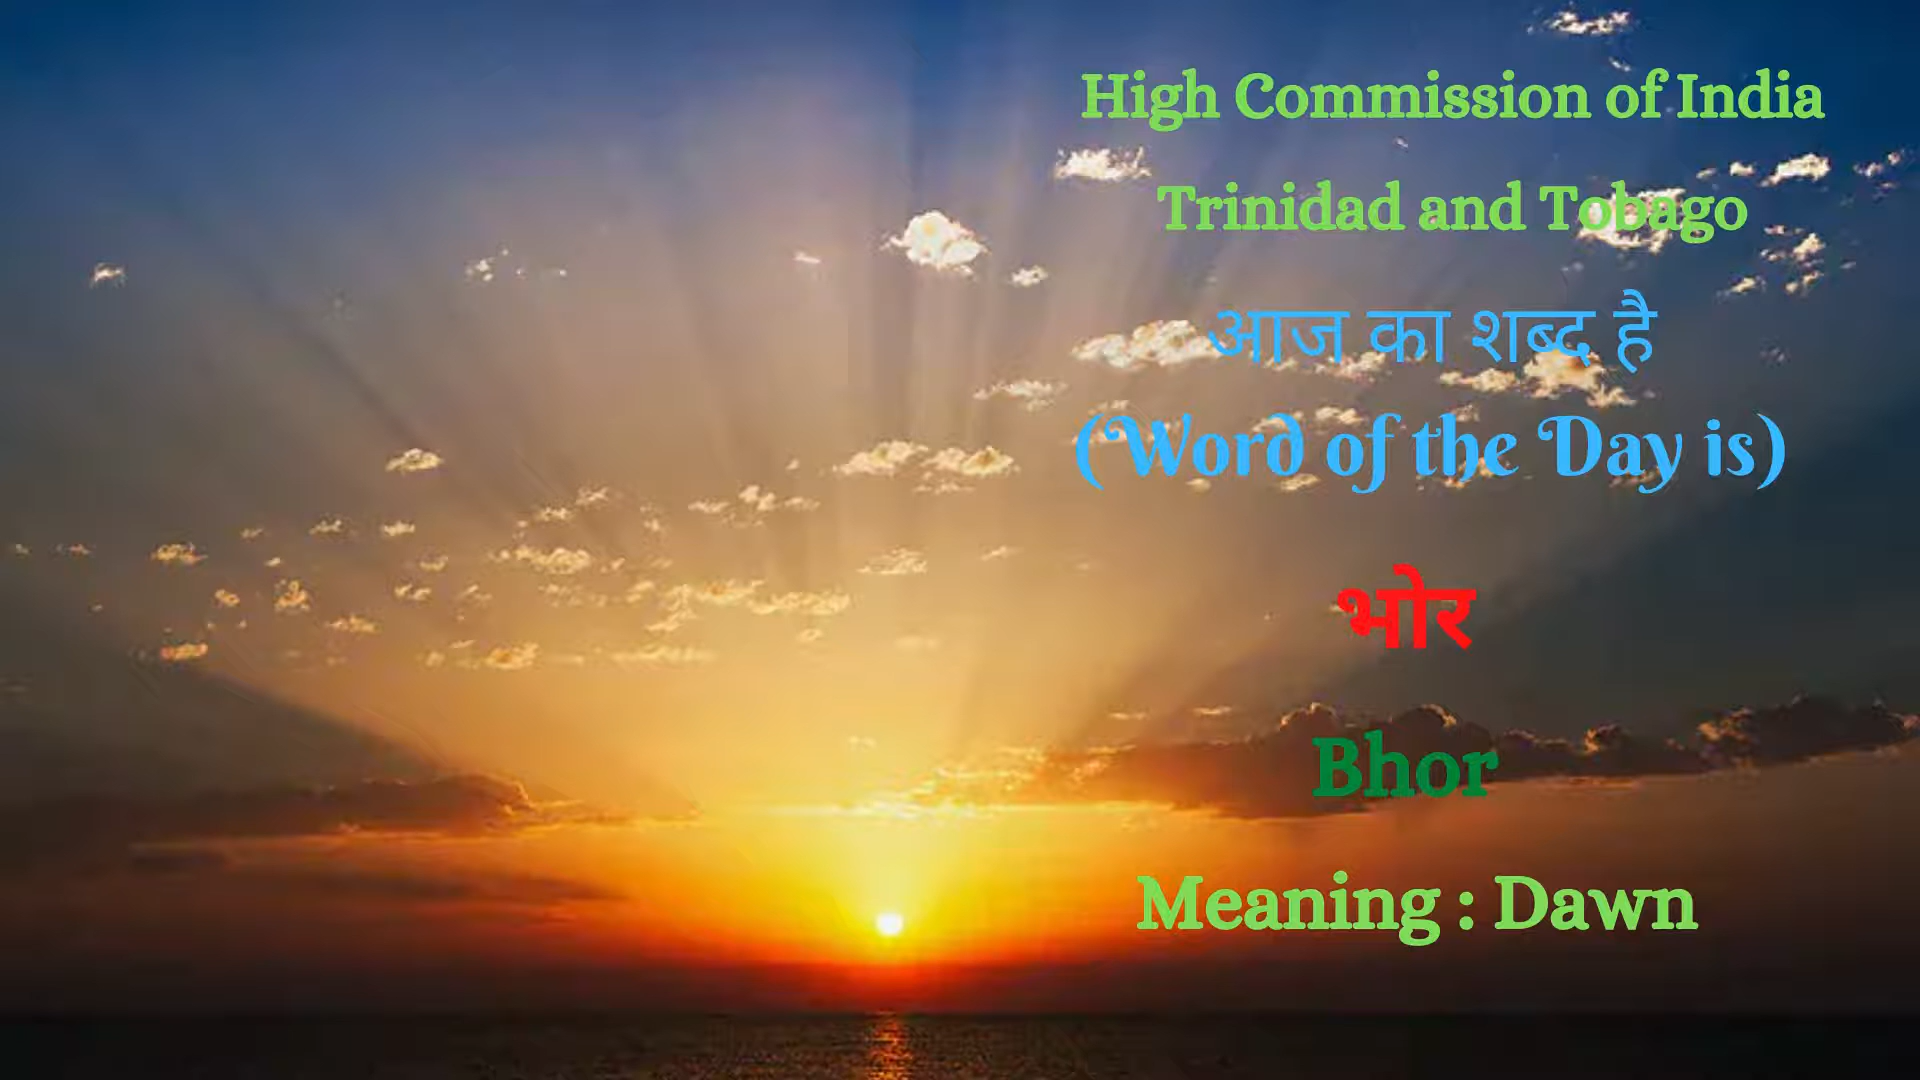 High Commission of India
Trinidad and Tobago
आज का शब्द है
(Word of the Day is)
भोर
Bhor
Meaning : Dawn